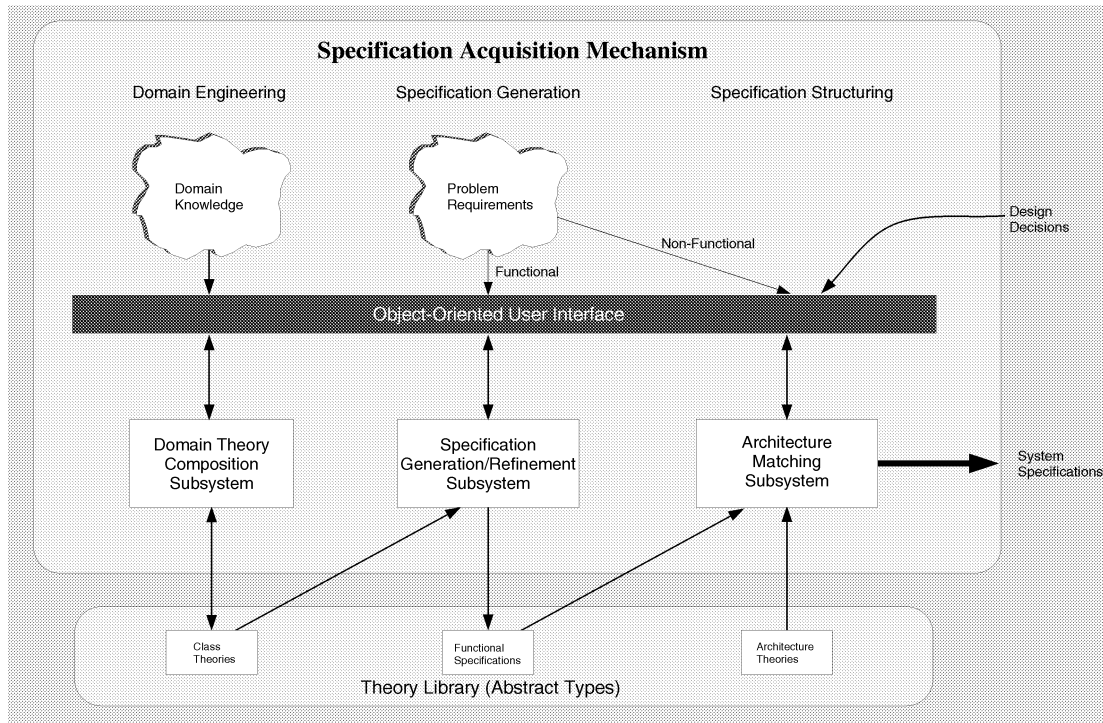 Specification Acquisition Mechanism
Domain Engineering
Specification Generation
Specification Structuring
Domain
Knowledge
Problem
Requirements
Design
Decisions
Non-Functional
Functional
Object-Oriented User Interface
Domain Theory
Composition
Subsystem
Specification
Generation/Refinement
Subsystem
Architecture
Matching
Subsystem
System
Specifications
Class
Theories
Functional
Specifications
Architecture
Theories
Theory Library (Abstract Types)